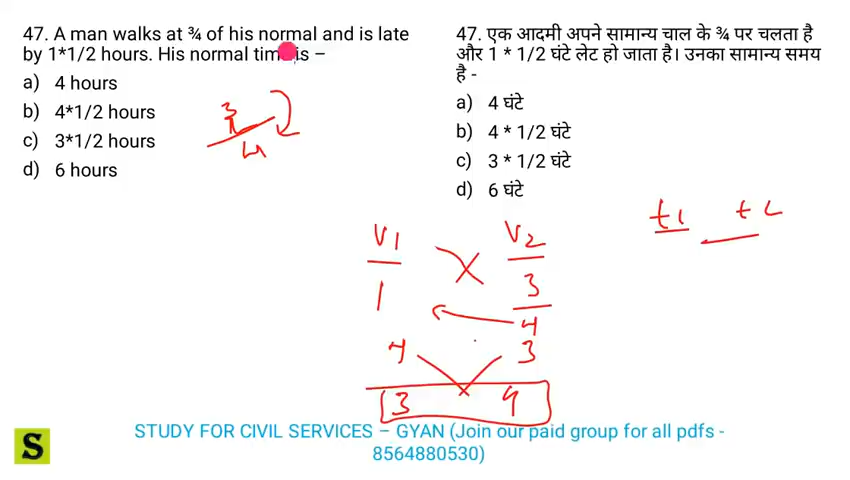 47. A man walks at ¾ of his normal and is late
by 1*1/2 hours. His normal time is –
a) 4 hours
b) 4*1/2 hours
c) 3*1/2 hours
d) 6 hours
3
4
47. एक आदमी अपने सामान्य चाल के ¾ पर चलता है
और 1 * 1/2 घंटे लेट हो जाता है। उनका सामान्य समय
है -
a) 4 घंटे
b) 4 * 1/2 घंटे
c) 3 * 1/2 घंटे
d) 6 घंटे
t1 t2
V1 V2
1 3
4
4 3
3 4
S
STUDY FOR CIVIL SERVICES – GYAN (Join our paid group for all pdfs -
8564880530)